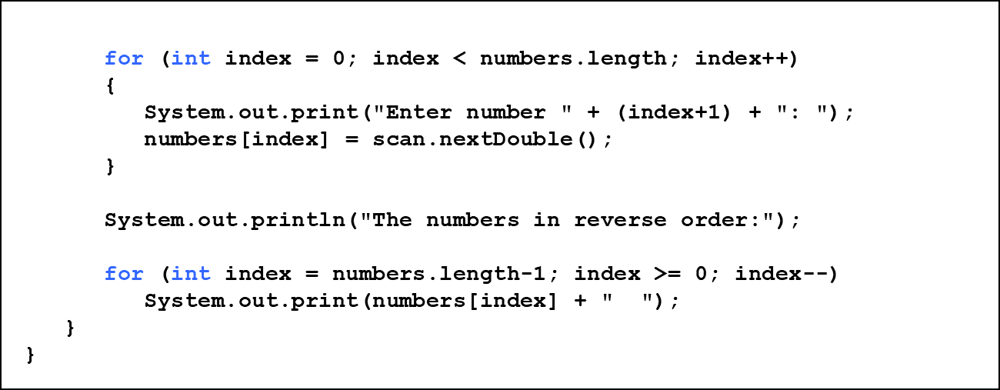 for (int index = 0; index < numbers.length; index++)
{
System.out.print("Enter number " + (index+1) + ": ");
numbers[index] = scan.nextDouble();
}
System.out.println("The numbers in reverse order:");
for (int index = numbers.length-1; index >= 0; index--)
System.out.print(numbers[index] + "  ");
}
}